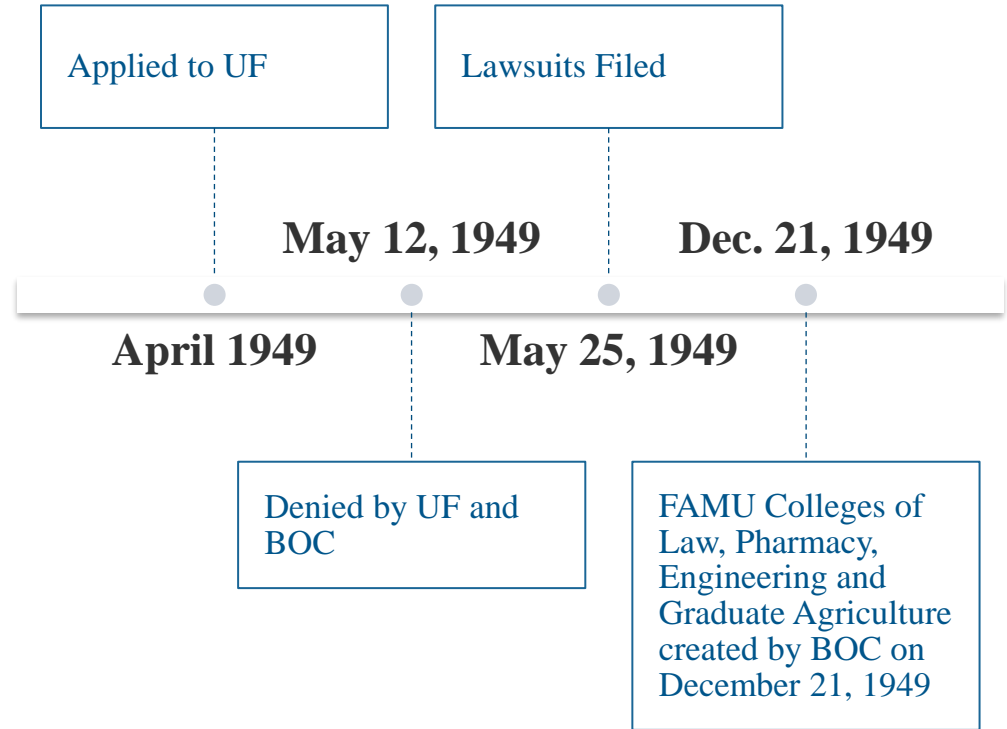 Applied to UF
Lawsuits Filed
May 12, 1949
Dec. 21, 1949
April 1949
May 25, 1949
Denied by UF and
BOC
FAMU Colleges of
Law, Pharmacy,
Engineering and
Graduate Agriculture
created by BOC on
December 21, 1949